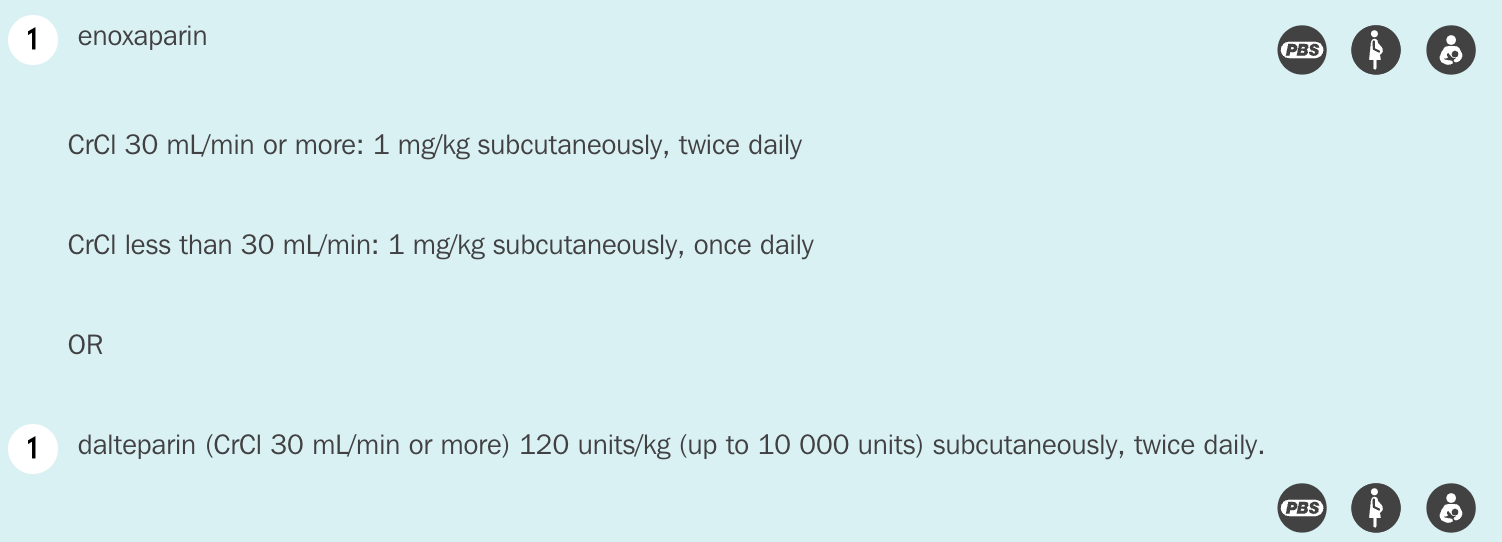 1 enoxaparin
PBS
CrCl 30 mL/min or more: 1 mg/kg subcutaneously, twice daily
CrCl less than 30 mL/min: 1 mg/kg subcutaneously, once daily
OR
1 dalteparin (CrCl 30 mL/min or more) 120 units/kg (up to 10 000 units) subcutaneously, twice daily.
PBS